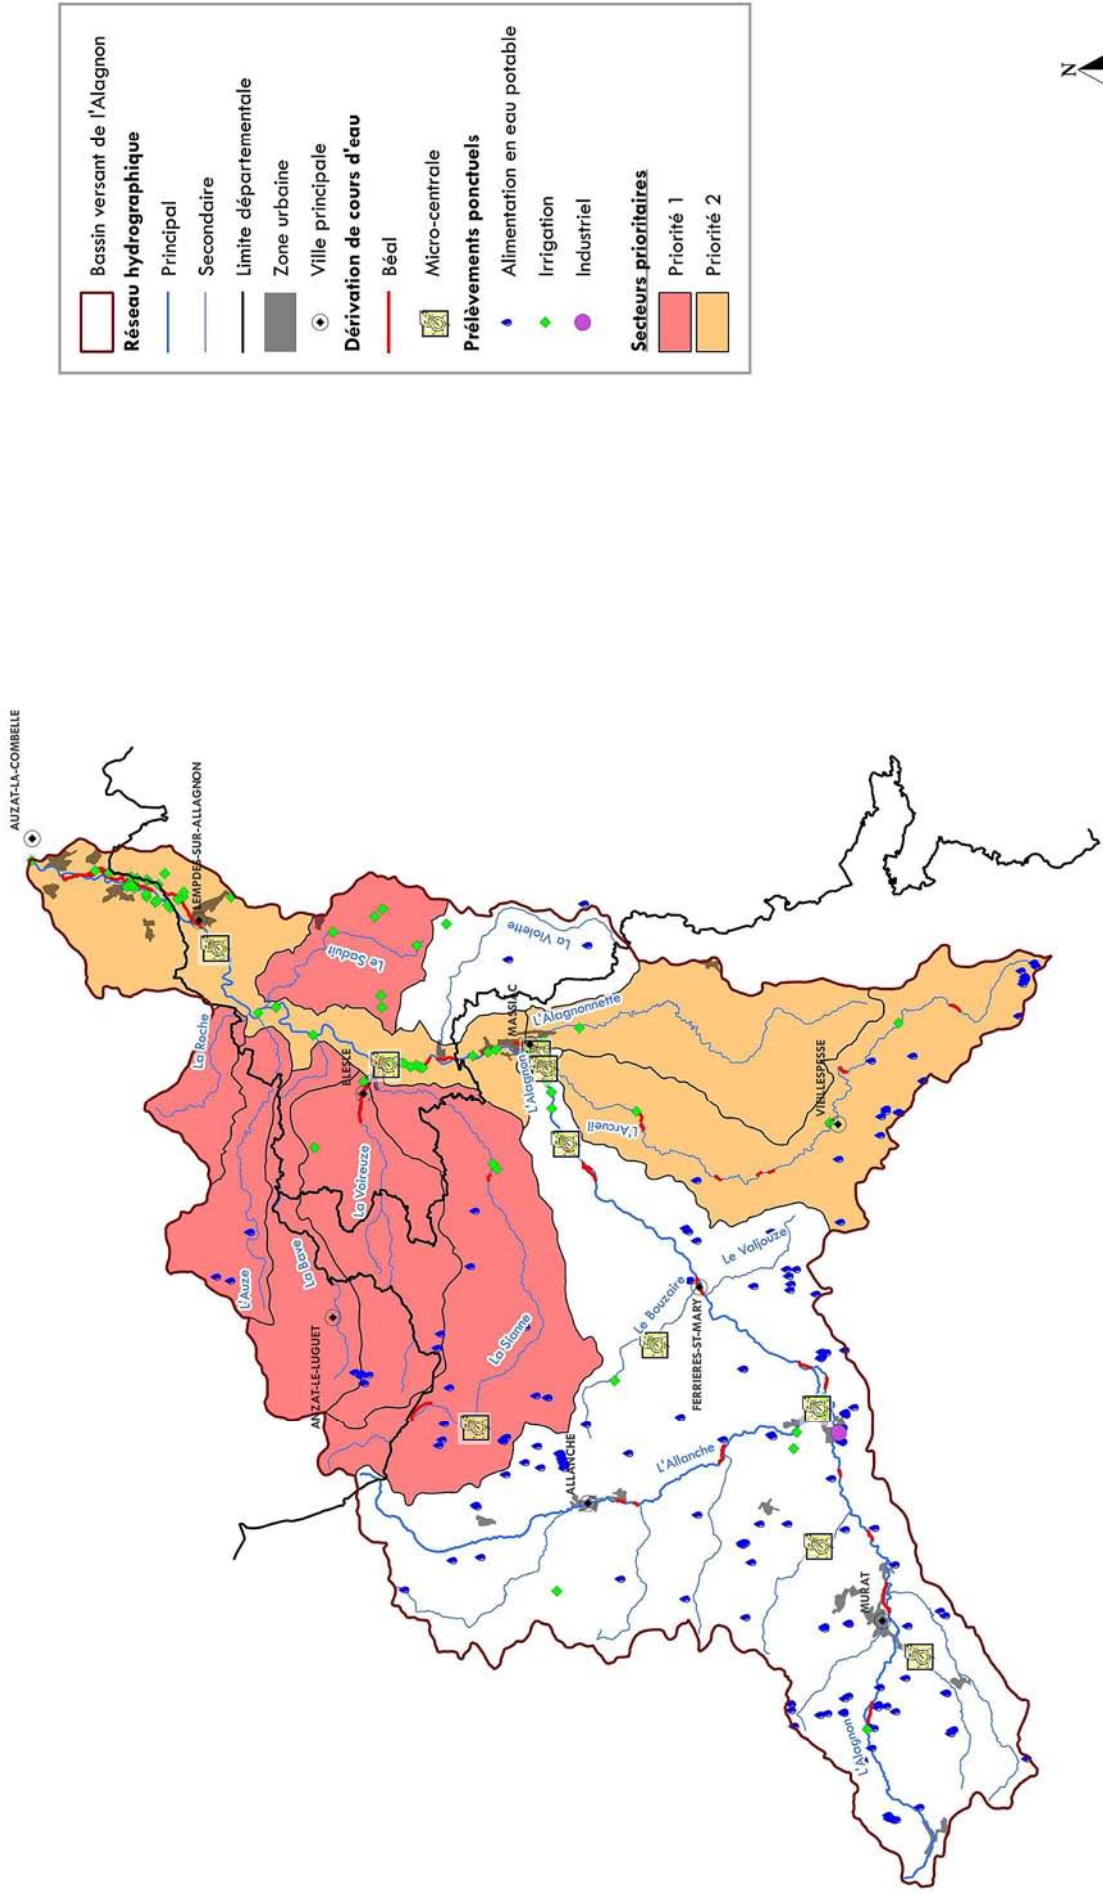 Bassin versant de l'Alagnon
Réseau hydrographique
Principal
Secondaire
Limite départementale
Zone urbaine
Ville principale
Dérivation de cours d'eau
Béal
Micro-centrale
Prélèvements ponctuels
Alimentation en eau potable
Irrigation
Industriel
Secteurs prioritaires
Priorité 1
Priorité 2
N
AUZAT-LA-COMBELLE
LEMPDES-SUR-ALLAGNON
La Roche
Le Saduit
La Violette
BLESLE
MASSIAC
L'Alagnonnette
L'Alagnon
La Voireuze
L'Arcueil
VIEILLESPESSE
L'Auze
La Bave
ANZAT-LE-LUGUET
La Sianne
Le Bouzaire
Le Valjouze
FERRIERES-ST-MARY
ALLANCHE
L'Allanche
MURAT
L'Alagnon